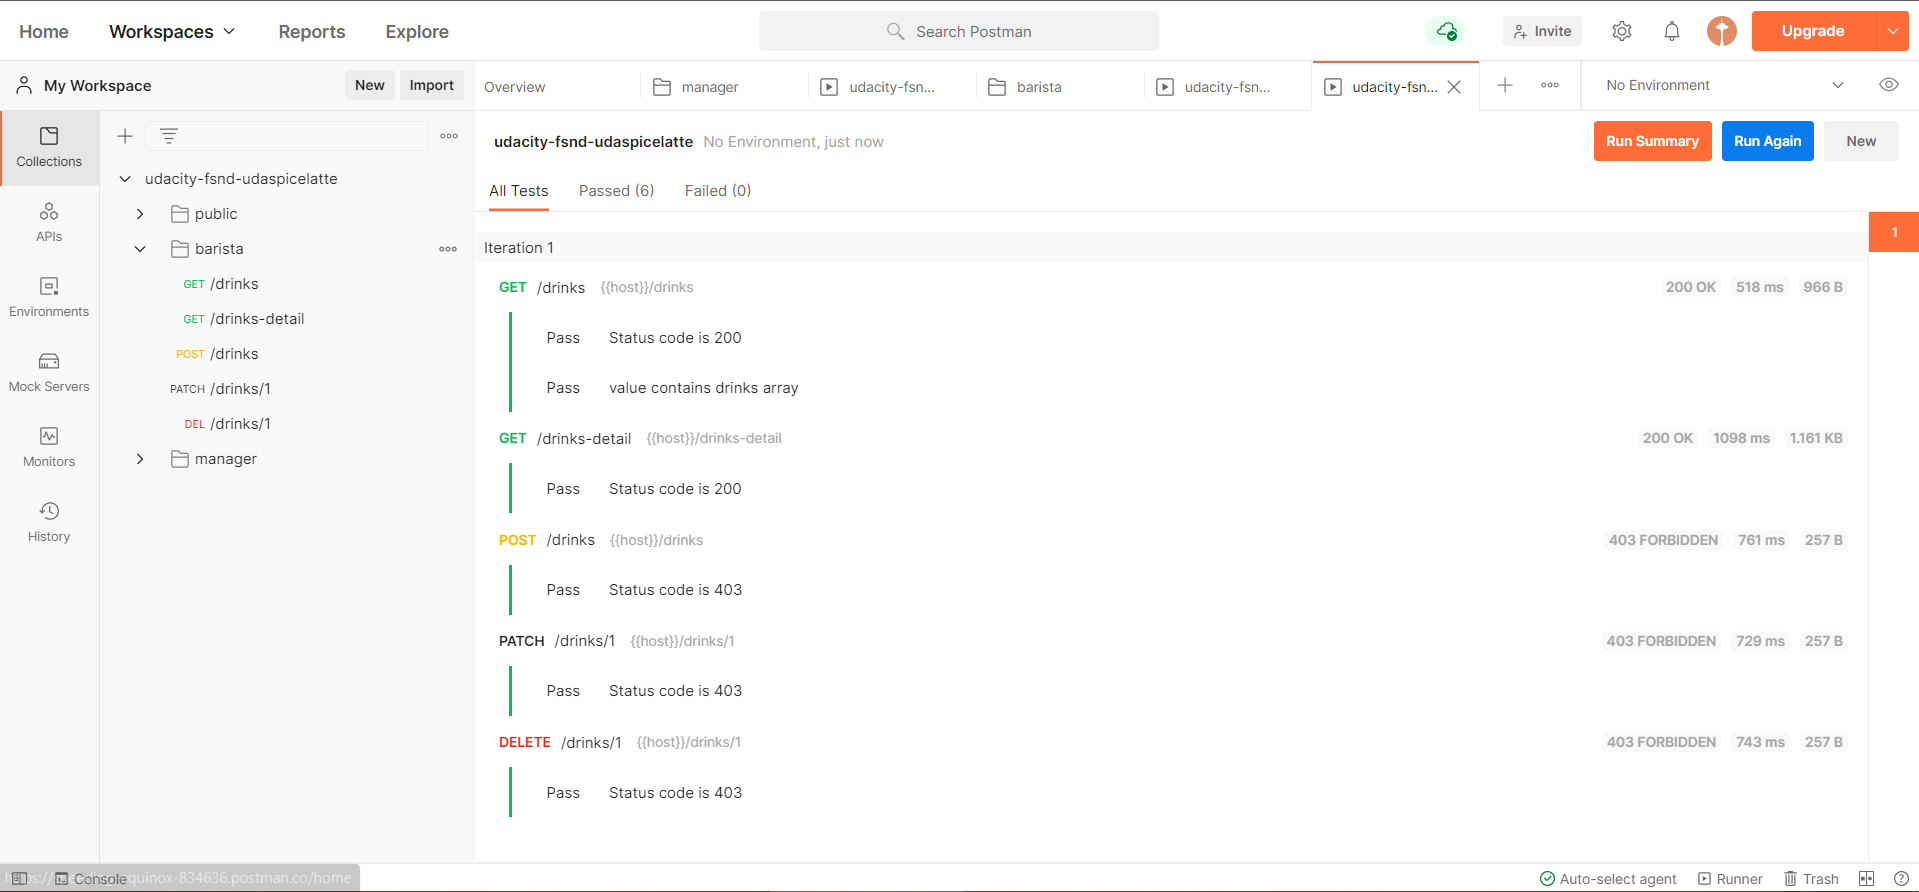 Home Workspaces Reports Explore Search Postman Invite Upgrade
My Workspace New Import Overview manager udacity-fsn... barista udacity-fsn... udacity-fsn... No Environment
udacity-fsnd-udaspicelatte No Environment, just now Run Summary Run Again New
All Tests Passed (6) Failed (0)
Collections
APIs
Environments
Mock Servers
Monitors
History
udacity-fsnd-udaspicelatte
public
barista
GET /drinks
GET /drinks-detail
POST /drinks
PATCH /drinks/1
DEL /drinks/1
manager
Iteration 1
1
GET /drinks {{host}}/drinks 200 OK 518 ms 966 B
Pass Status code is 200
Pass value contains drinks array
GET /drinks-detail {{host}}/drinks-detail 200 OK 1098 ms 1.161 KB
Pass Status code is 200
POST /drinks {{host}}/drinks 403 FORBIDDEN 761 ms 257 B
Pass Status code is 403
PATCH /drinks/1 {{host}}/drinks/1 403 FORBIDDEN 729 ms 257 B
Pass Status code is 403
DELETE /drinks/1 {{host}}/drinks/1 403 FORBIDDEN 743 ms 257 B
Pass Status code is 403
Console quinox-834636.postman.co/home Auto-select agent Runner Trash